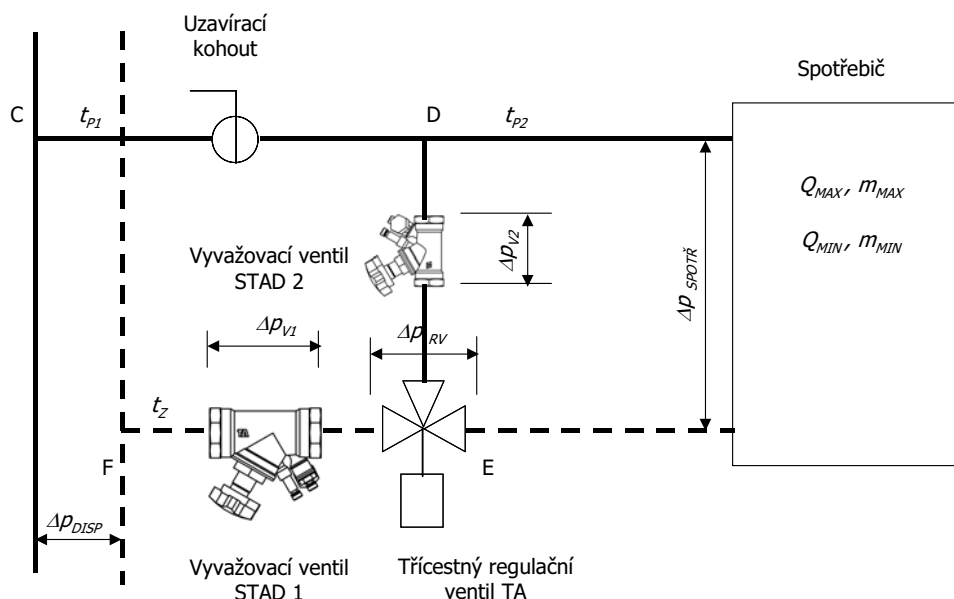 Uzavírací
kohout
Spotřebič
C
t_P1
D
t_P2
Q_MAX, m_MAX
Q_MIN, m_MIN
Vyvažovací ventil
STAD 2
Δp_V2
Δp_SPOTŘ
Δp_V1
Δp_RV
t_Z
TA
F
E
Δp_DISP
Vyvažovací ventil
STAD 1
Třícestný regulační
ventil TA